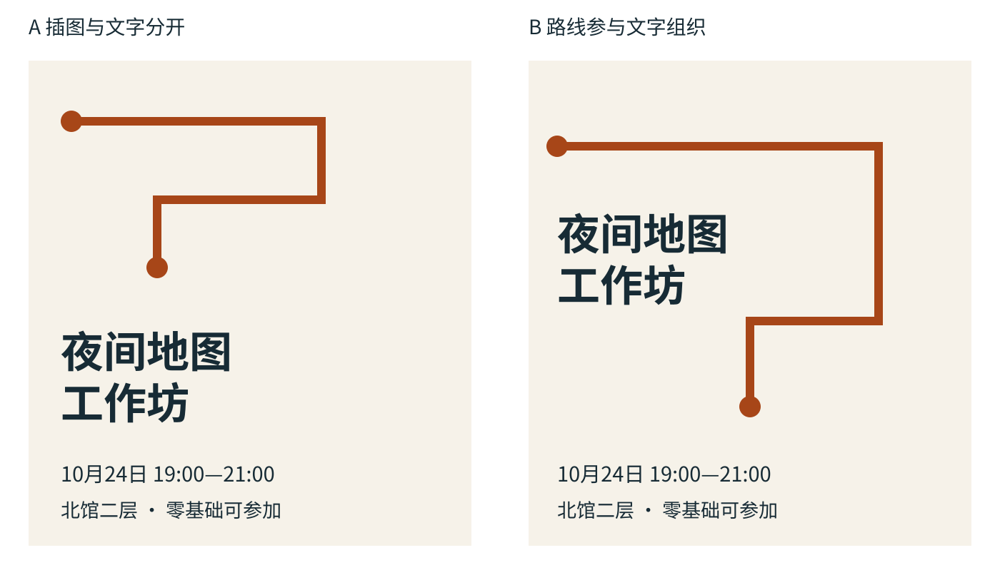 A 插图与文字分开
夜间地图
工作坊
10月24日 19:00—21:00
北馆二层 · 零基础可参加
B 路线参与文字组织
夜间地图
工作坊
10月24日 19:00—21:00
北馆二层 · 零基础可参加